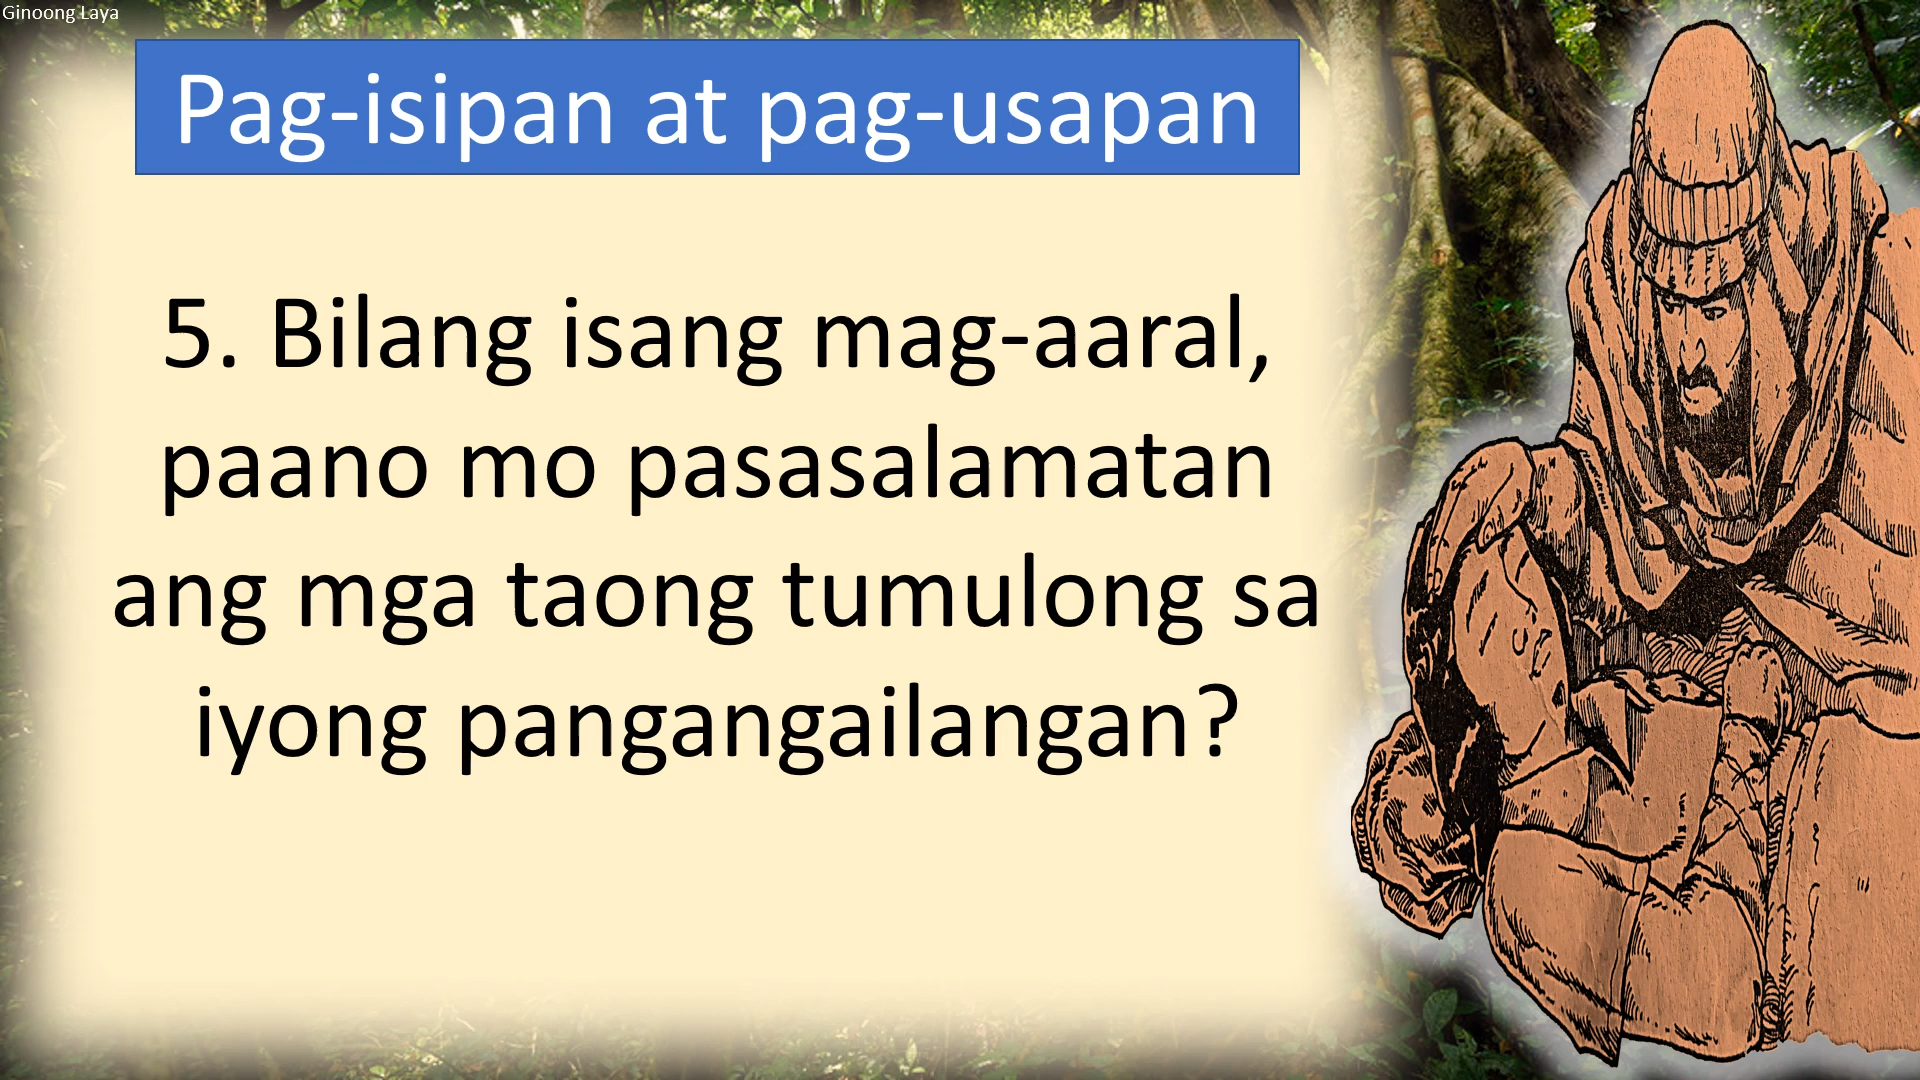 Ginoong Laya
Pag-isipan at pag-usapan
5. Bilang isang mag-aaral,
paano mo pasasalamatan
ang mga taong tumulong sa
iyong pangangailangan?